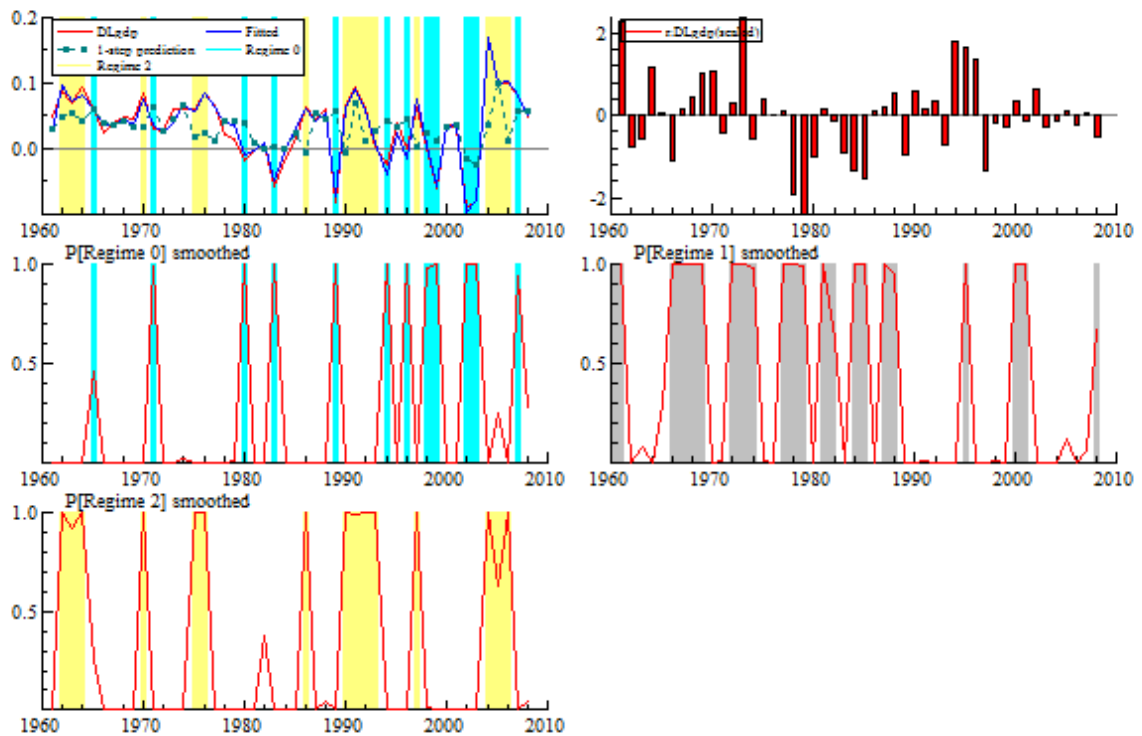 DLgdp
Fitted
1-step prediction
Regime 0
Regime 2
0.2
0.1
0.0
1960 1970 1980 1990 2000 2010
r:DLgdp(scaled)
2
0
-2
1960 1970 1980 1990 2000 2010
P[Regime 0] smoothed
1.0
0.5
1960 1970 1980 1990 2000 2010
P[Regime 1] smoothed
1.0
0.5
1960 1970 1980 1990 2000 2010
P[Regime 2] smoothed
1.0
0.5
1960 1970 1980 1990 2000 2010